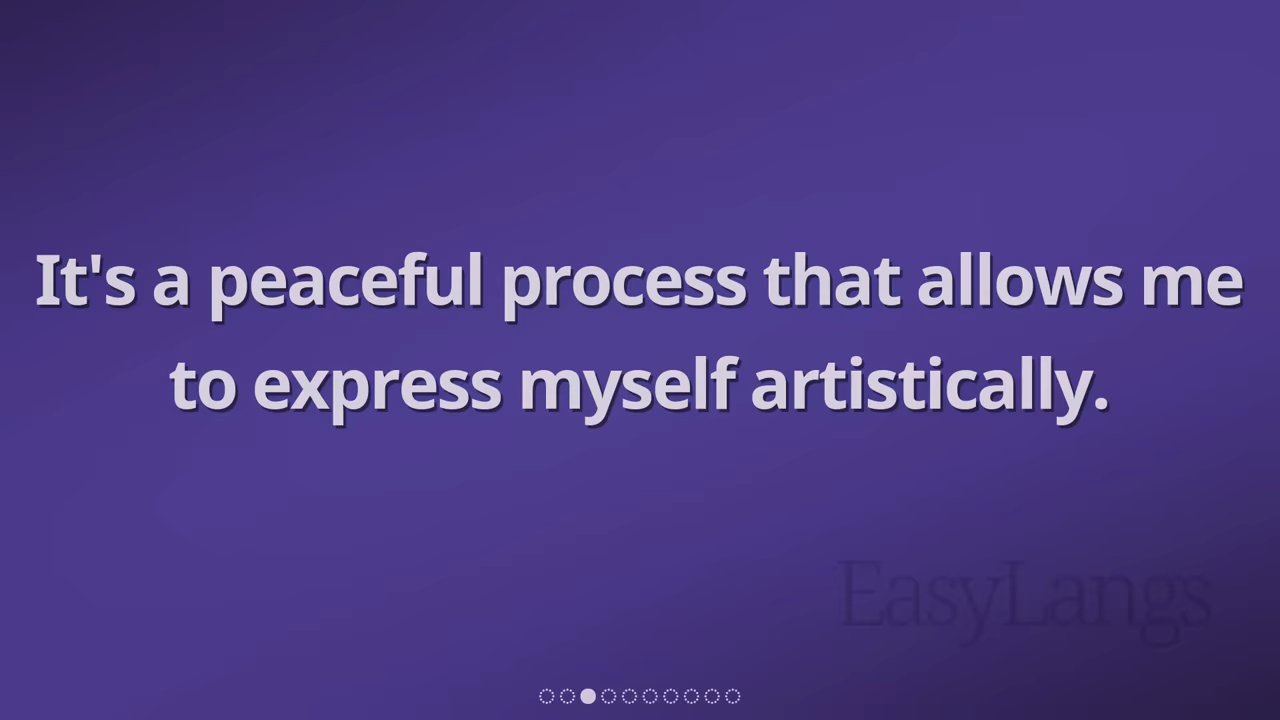 It's a peaceful process that allows me
to express myself artistically.
EasyLangs